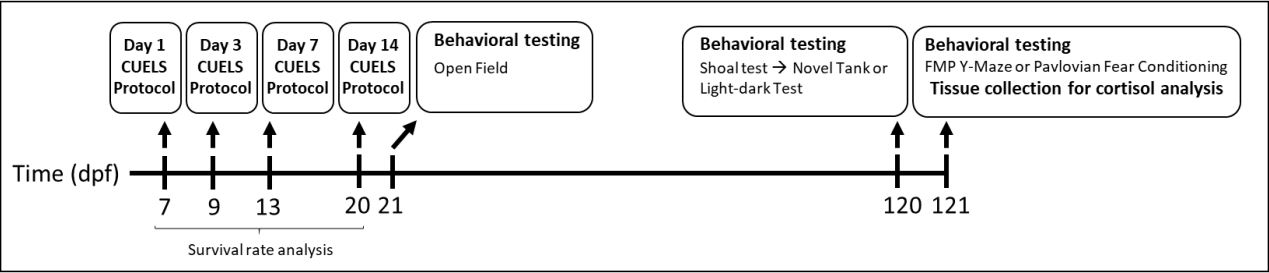 Day 1
CUELS
Protocol
Day 3
CUELS
Protocol
Day 7
CUELS
Protocol
Day 14
CUELS
Protocol
Behavioral testing
Open Field
Behavioral testing
Shoal test → Novel Tank or
Light-dark Test
Behavioral testing
FMP Y-Maze or Pavlovian Fear Conditioning
Tissue collection for cortisol analysis
Time (dpf)
7
9
13
20
21
120
121
Survival rate analysis